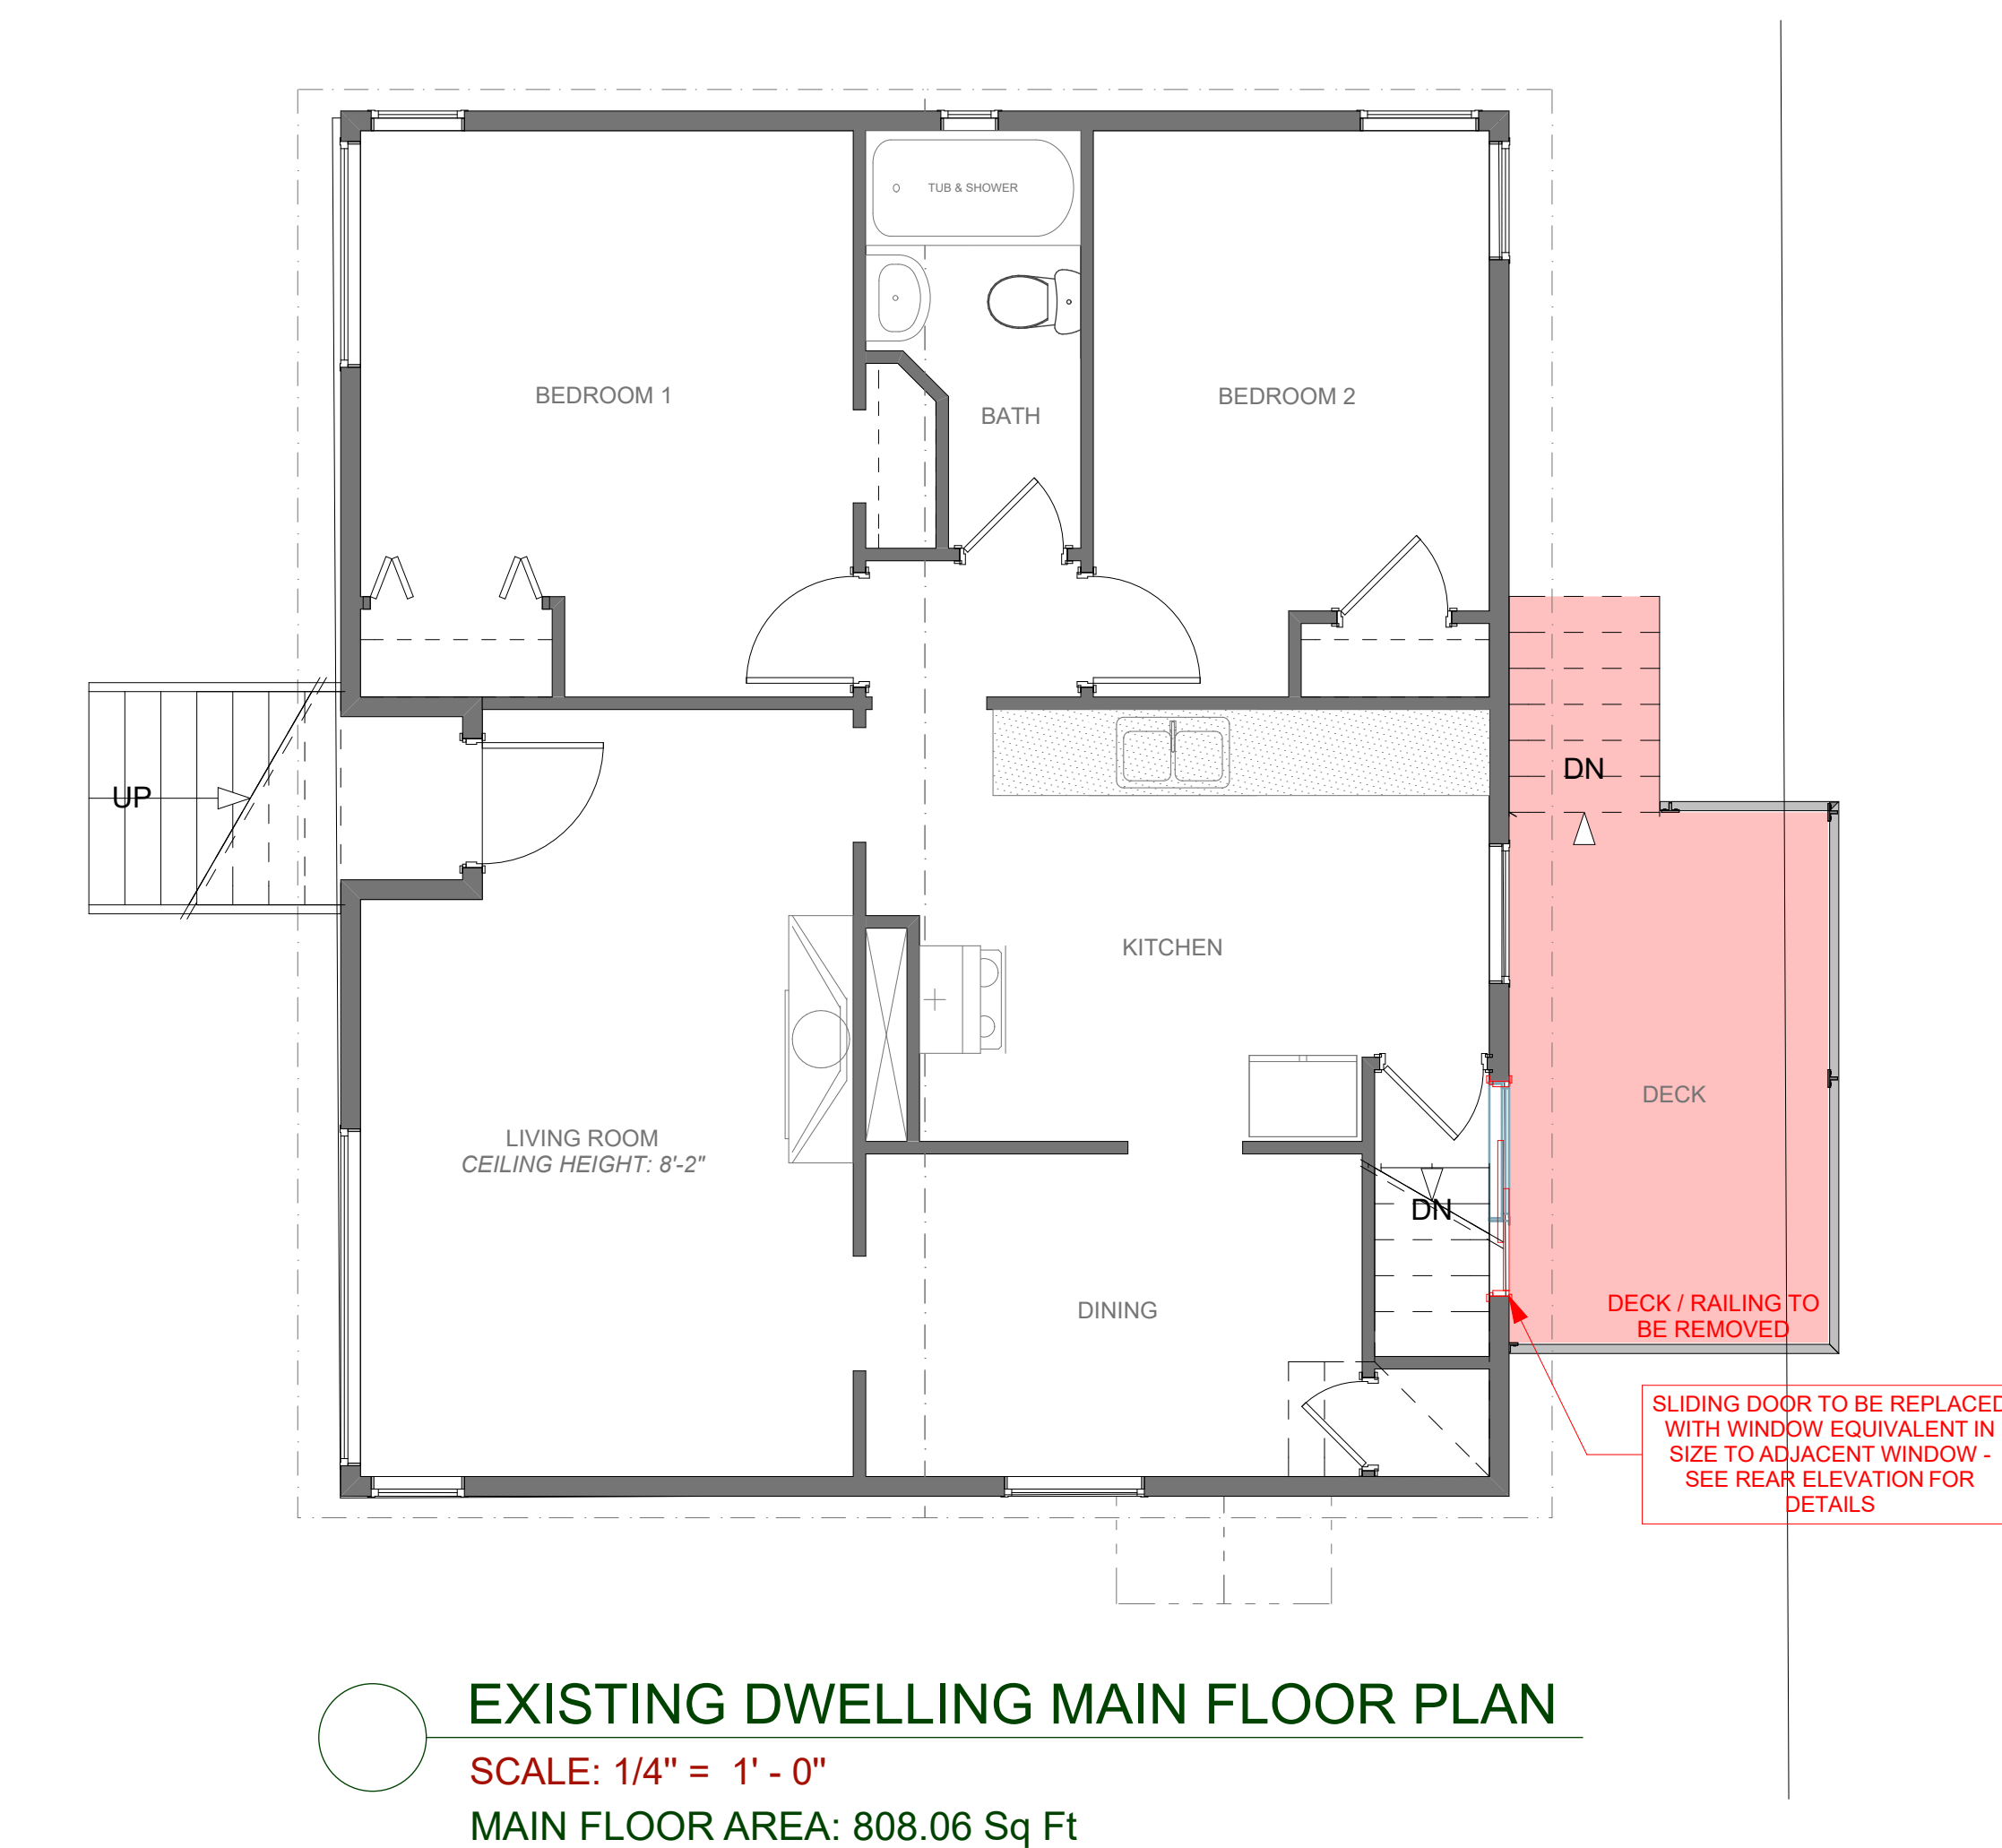 TUB & SHOWER
BEDROOM 1
BATH
BEDROOM 2
UP
DN
KITCHEN
DECK
LIVING ROOM
CEILING HEIGHT: 8'-2"
DN
DINING
DECK / RAILING TO
BE REMOVED
SLIDING DOOR TO BE REPLACED
WITH WINDOW EQUIVALENT IN
SIZE TO ADJACENT WINDOW -
SEE REAR ELEVATION FOR
DETAILS
EXISTING DWELLING MAIN FLOOR PLAN
SCALE: 1/4" = 1' - 0"
MAIN FLOOR AREA: 808.06 Sq Ft